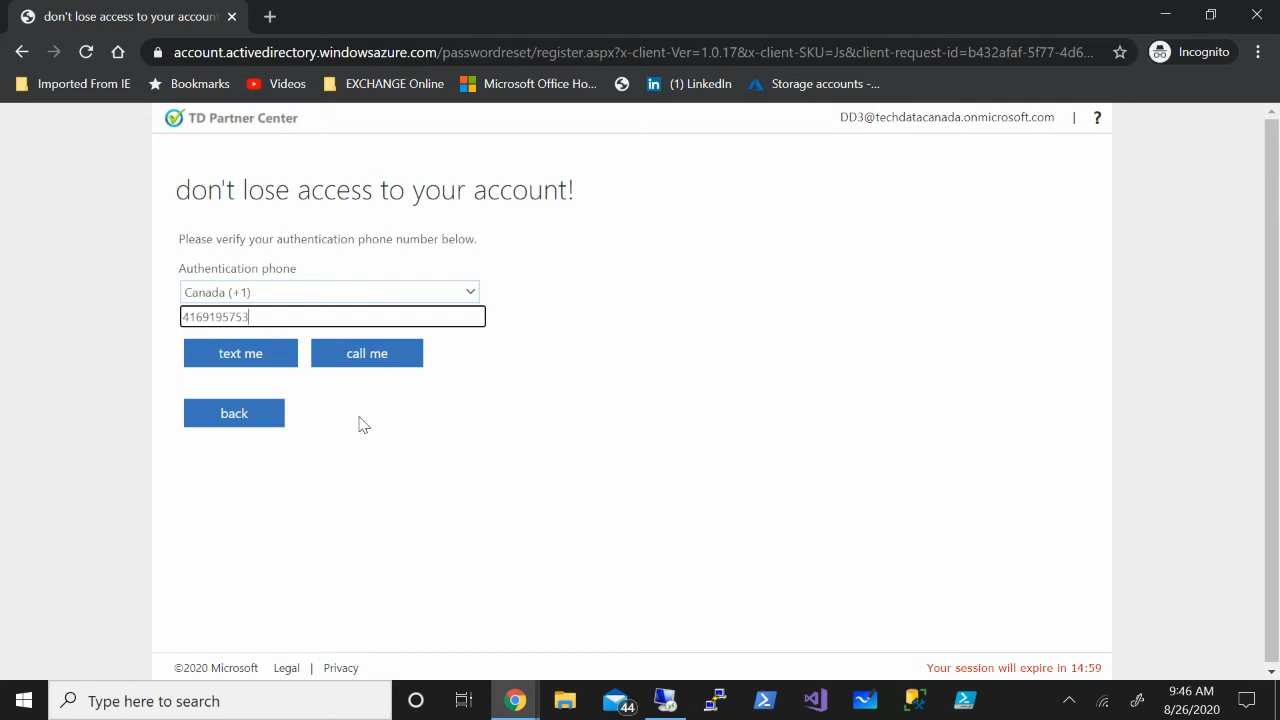 don't lose access to your accoun
account.activedirectory.windowsazure.com/passwordreset/register.aspx?x-client-Ver=1.0.17&x-client-SKU=Js&client-request-id=b432afaf-5f77-4d6...
Incognito
Imported From IE
Bookmarks
Videos
EXCHANGE Online
Microsoft Office Ho...
(1) LinkedIn
Storage accounts -...
TD Partner Center
DD3@techdatacanada.onmicrosoft.com | ?
don't lose access to your account!
Please verify your authentication phone number below.
Authentication phone
Canada (+1)
4169195753
text me
call me
back
©2020 Microsoft Legal | Privacy
Your session will expire in 14:59
Type here to search
44
9:46 AM
8/26/2020